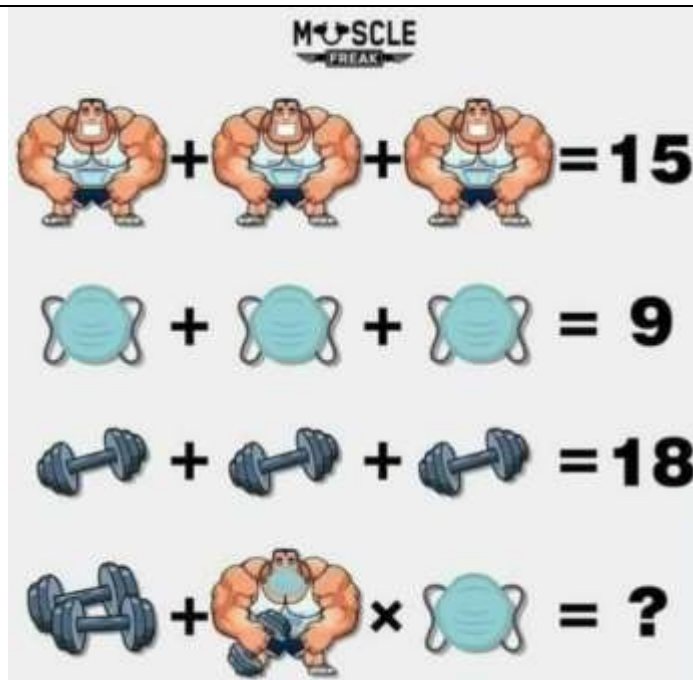 MUSCLE
FREAK
+ + = 15
+ + = 9
+ + = 18
+ × = ?